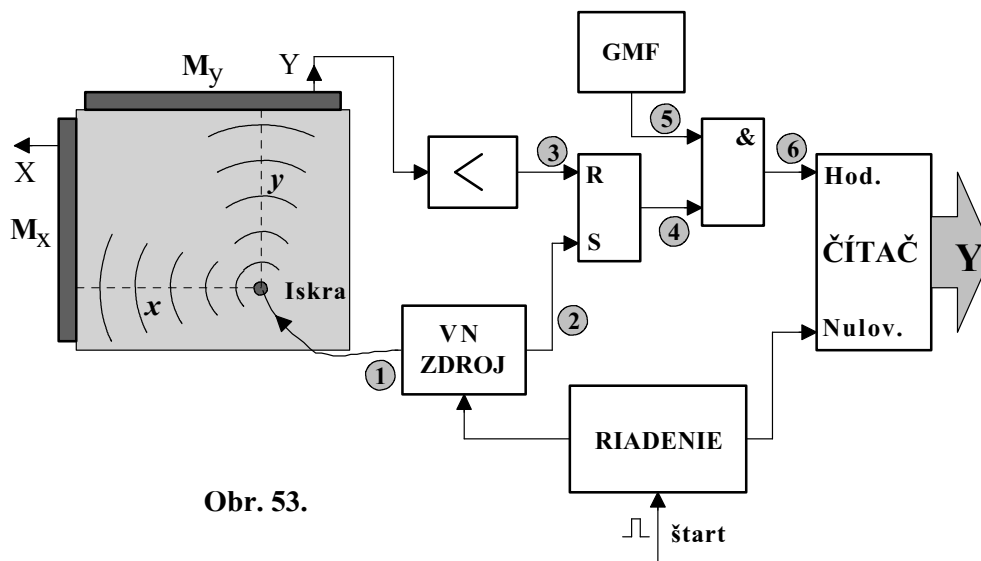 GMF
My
Y
5
&
3
6
X
<
R
Hod.
y
Mx
S
4
ČÍTAČ
Y
x
Iskra
2
VN
ZDROJ
Nulov.
1
RIADENIE
Obr. 53.
štart